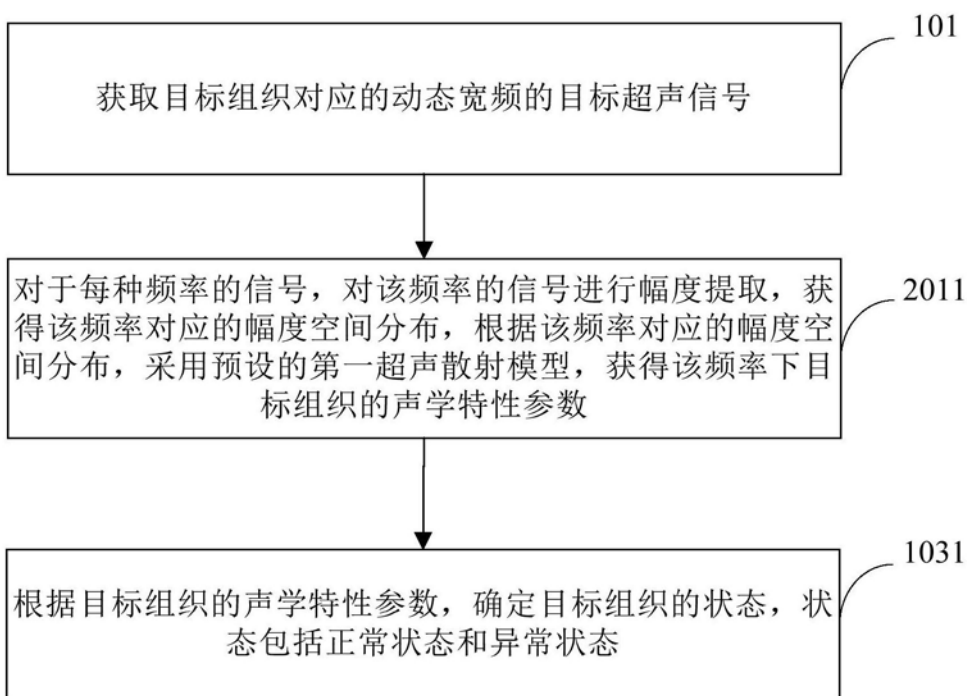 101
获取目标组织对应的动态宽频的目标超声信号
对于每种频率的信号，对该频率的信号进行幅度提取，获
得该频率对应的幅度空间分布，根据该频率对应的幅度空
间分布，采用预设的第一超声散射模型，获得该频率下目
标组织的声学特性参数
2011
根据目标组织的声学特性参数，确定目标组织的状态，状
态包括正常状态和异常状态
1031